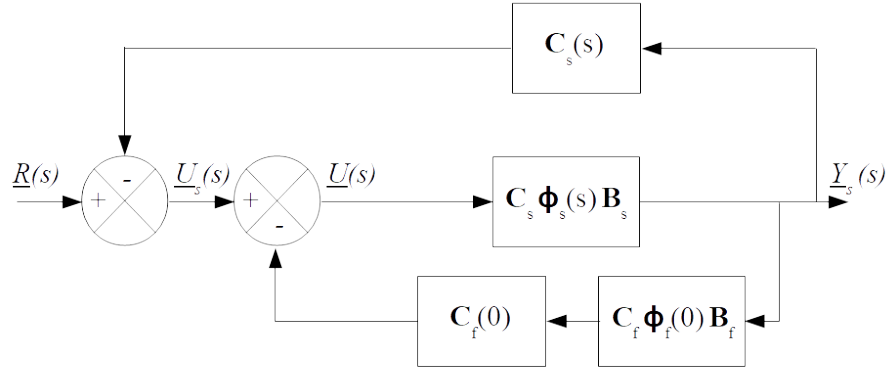 C_s(s)
R(s)
-
+
U_s(s)
+
-
U(s)
C_s ϕ_s(s) B_s
Y_s(s)
C_f(0)
C_f ϕ_f(0) B_f